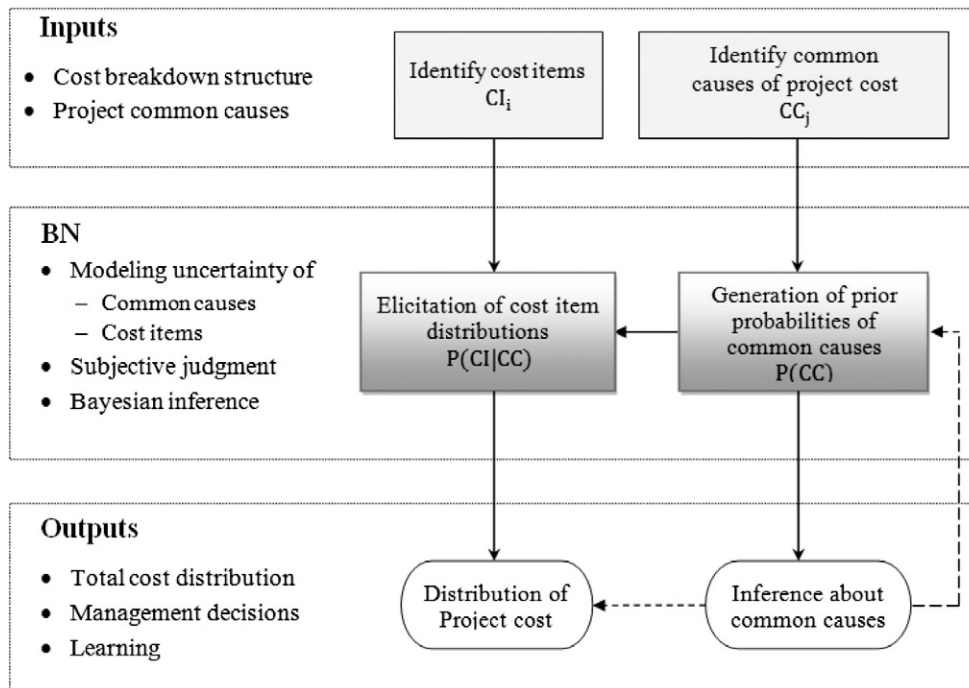 Inputs
• Cost breakdown structure
• Project common causes
Identify cost items
CIi
Identify common
causes of project cost
CCj
BN
• Modeling uncertainty of
– Common causes
– Cost items
• Subjective judgment
• Bayesian inference
Elicitation of cost item
distributions
P(CI|CC)
Generation of prior
probabilities of
common causes
P(CC)
Outputs
• Total cost distribution
• Management decisions
• Learning
Distribution of
Project cost
Inference about
common causes